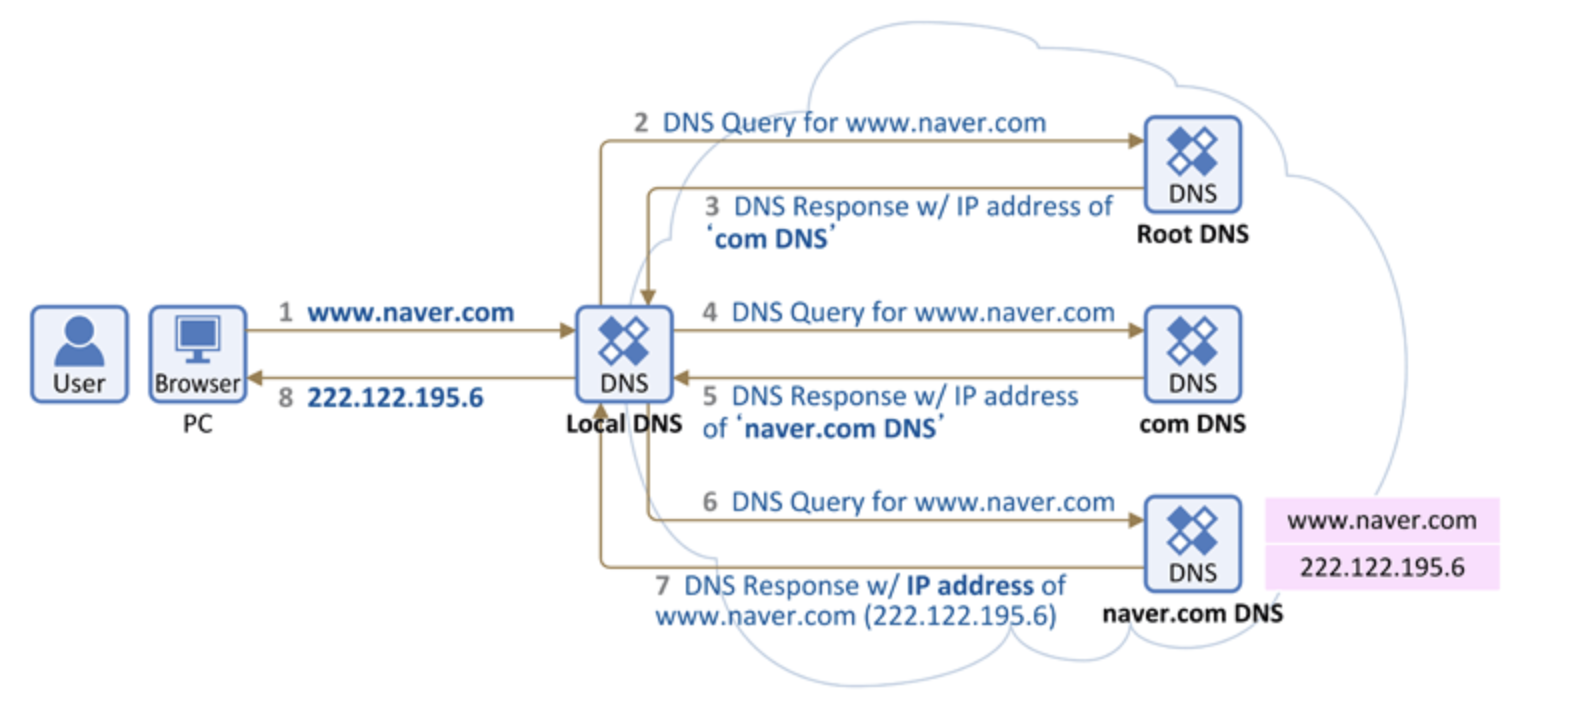 2 DNS Query for www.naver.com
DNS
Root DNS
3 DNS Response w/ IP address of
‘com DNS’
User
Browser
PC
1 www.naver.com
8 222.122.195.6
DNS
Local DNS
4 DNS Query for www.naver.com
5 DNS Response w/ IP address
of ‘naver.com DNS’
DNS
com DNS
6 DNS Query for www.naver.com
7 DNS Response w/ IP address of
www.naver.com (222.122.195.6)
DNS
naver.com DNS
www.naver.com
222.122.195.6